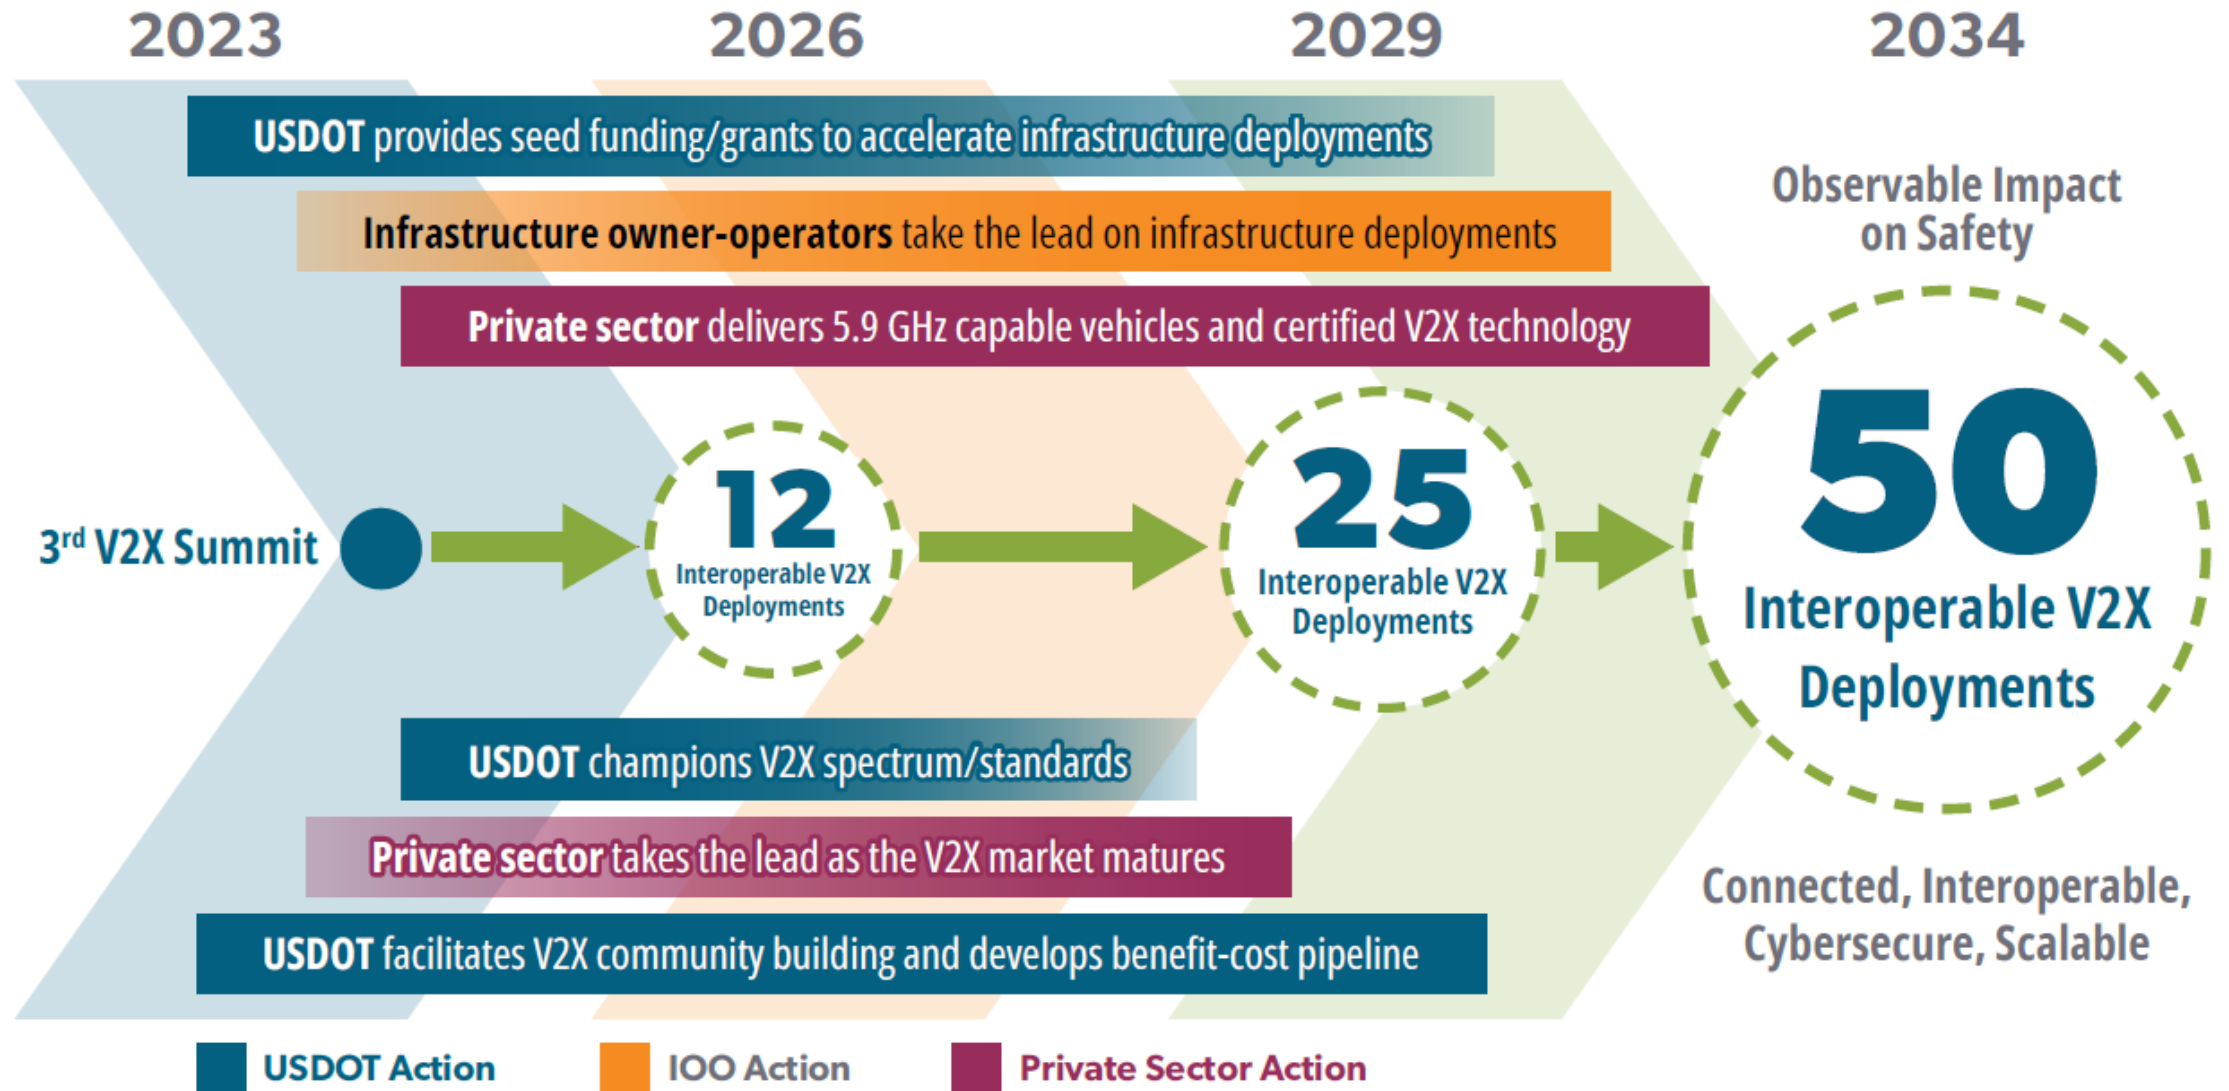 2023 2026 2029 2034
USDOT provides seed funding/grants to accelerate infrastructure deployments
Infrastructure owner-operators take the lead on infrastructure deployments
Private sector delivers 5.9 GHz capable vehicles and certified V2X technology
Observable Impact
on Safety
3rd V2X Summit
12
Interoperable V2X
Deployments
25
Interoperable V2X
Deployments
50
Interoperable V2X
Deployments
USDOT champions V2X spectrum/standards
Private sector takes the lead as the V2X market matures
USDOT facilitates V2X community building and develops benefit-cost pipeline
Connected, Interoperable,
Cybersecure, Scalable
USDOT Action IOO Action Private Sector Action